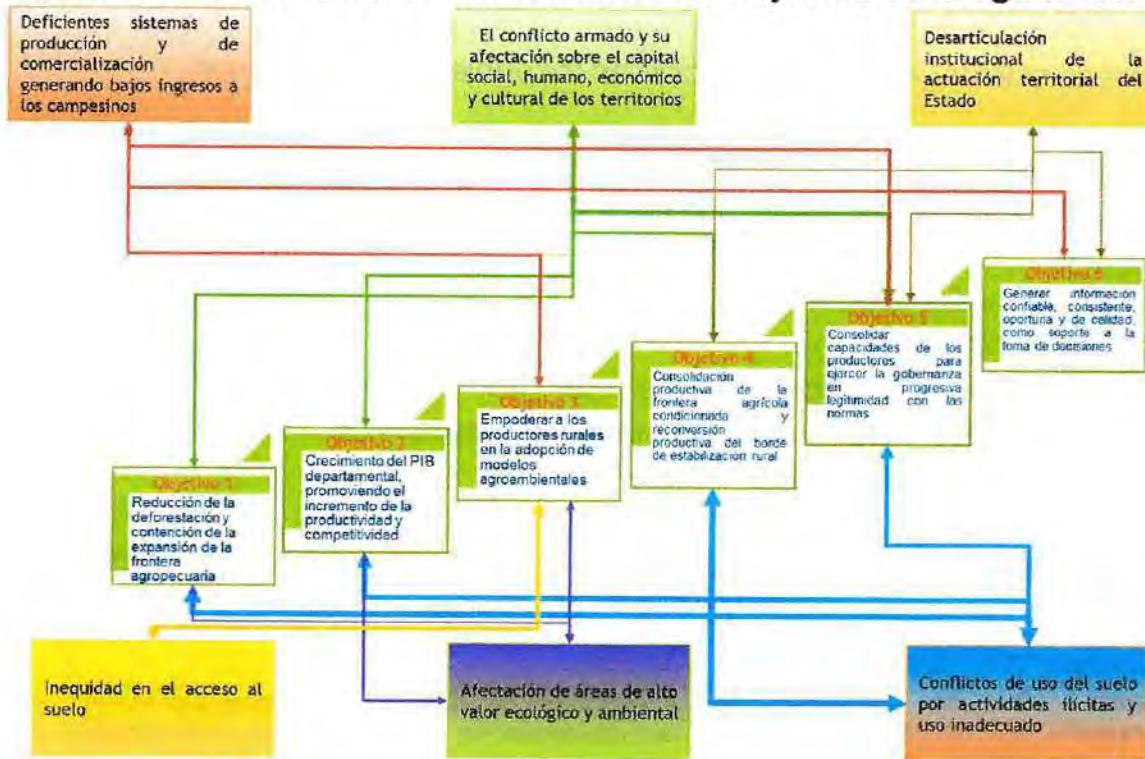 Deficientes sistemas de
producción y de
comercialización
generando bajos ingresos a
los campesinos
El conflicto armado y su
afectación sobre el capital
social, humano, económico
y cultural de los territorios
Desarticulación
institucional de la
actuación territorial del
Estado
Objetivo 6
Generar información
confiable, consistente,
oportuna y de calidad,
como soporte a la
toma de decisiones
Objetivo 5
Consolidar
capacidades de los
productores para
ejercer la gobernanza
en progresiva
legitimidad con las
normas
Objetivo 4
Consolidación
productiva de la
frontera agrícola
condicionada y
reconversión
productiva del borde
de estabilización rural
Objetivo 3
Empoderar a los
productores rurales
en la adopción de
modelos
agroambientales
Objetivo 2
Crecimiento del PIB
departamental,
promoviendo el
incremento de la
productividad y
competitividad
Objetivo 1
Reducción de la
deforestación y
contención de la
expansión de la
frontera
agropecuaria
Inequidad en el acceso al
suelo
Afectación de áreas de alto
valor ecológico y ambiental
Conflictos de uso del suelo
por actividades ilícitas y
uso inadecuado